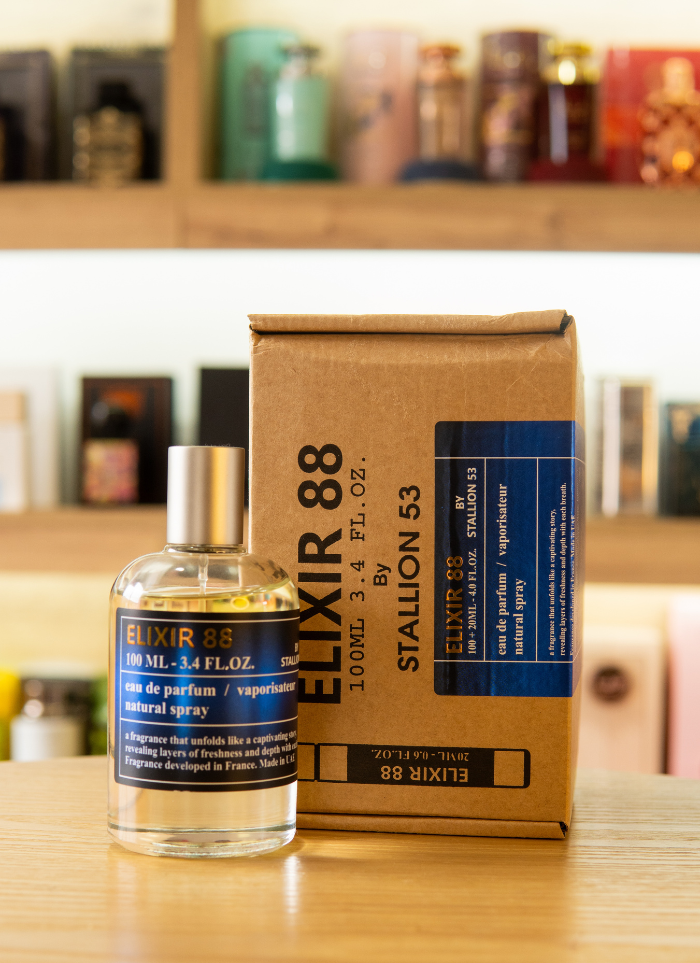 ELIXIR 88
BY
100 ML - 3.4 FL.OZ.
eau de parfum / vaporisateur
natural spray
a fragrance that unfolds like a captivating story,
revealing layers of freshness and depth with
Fragrance developed in France. Made in
ELIXIR 88
100ML 3.4 FL.OZ.
By
STALLION 53
ELIXIR 88
BY
100 + 20ML - 4.0 FL.OZ.
STALLION 53
eau de parfum / vaporisateur
natural spray
a fragrance that unfolds like a captivating story,
revealing layers of freshness and depth with each breath.
ELIXIR 88
20ML - 0.6 FL.OZ.